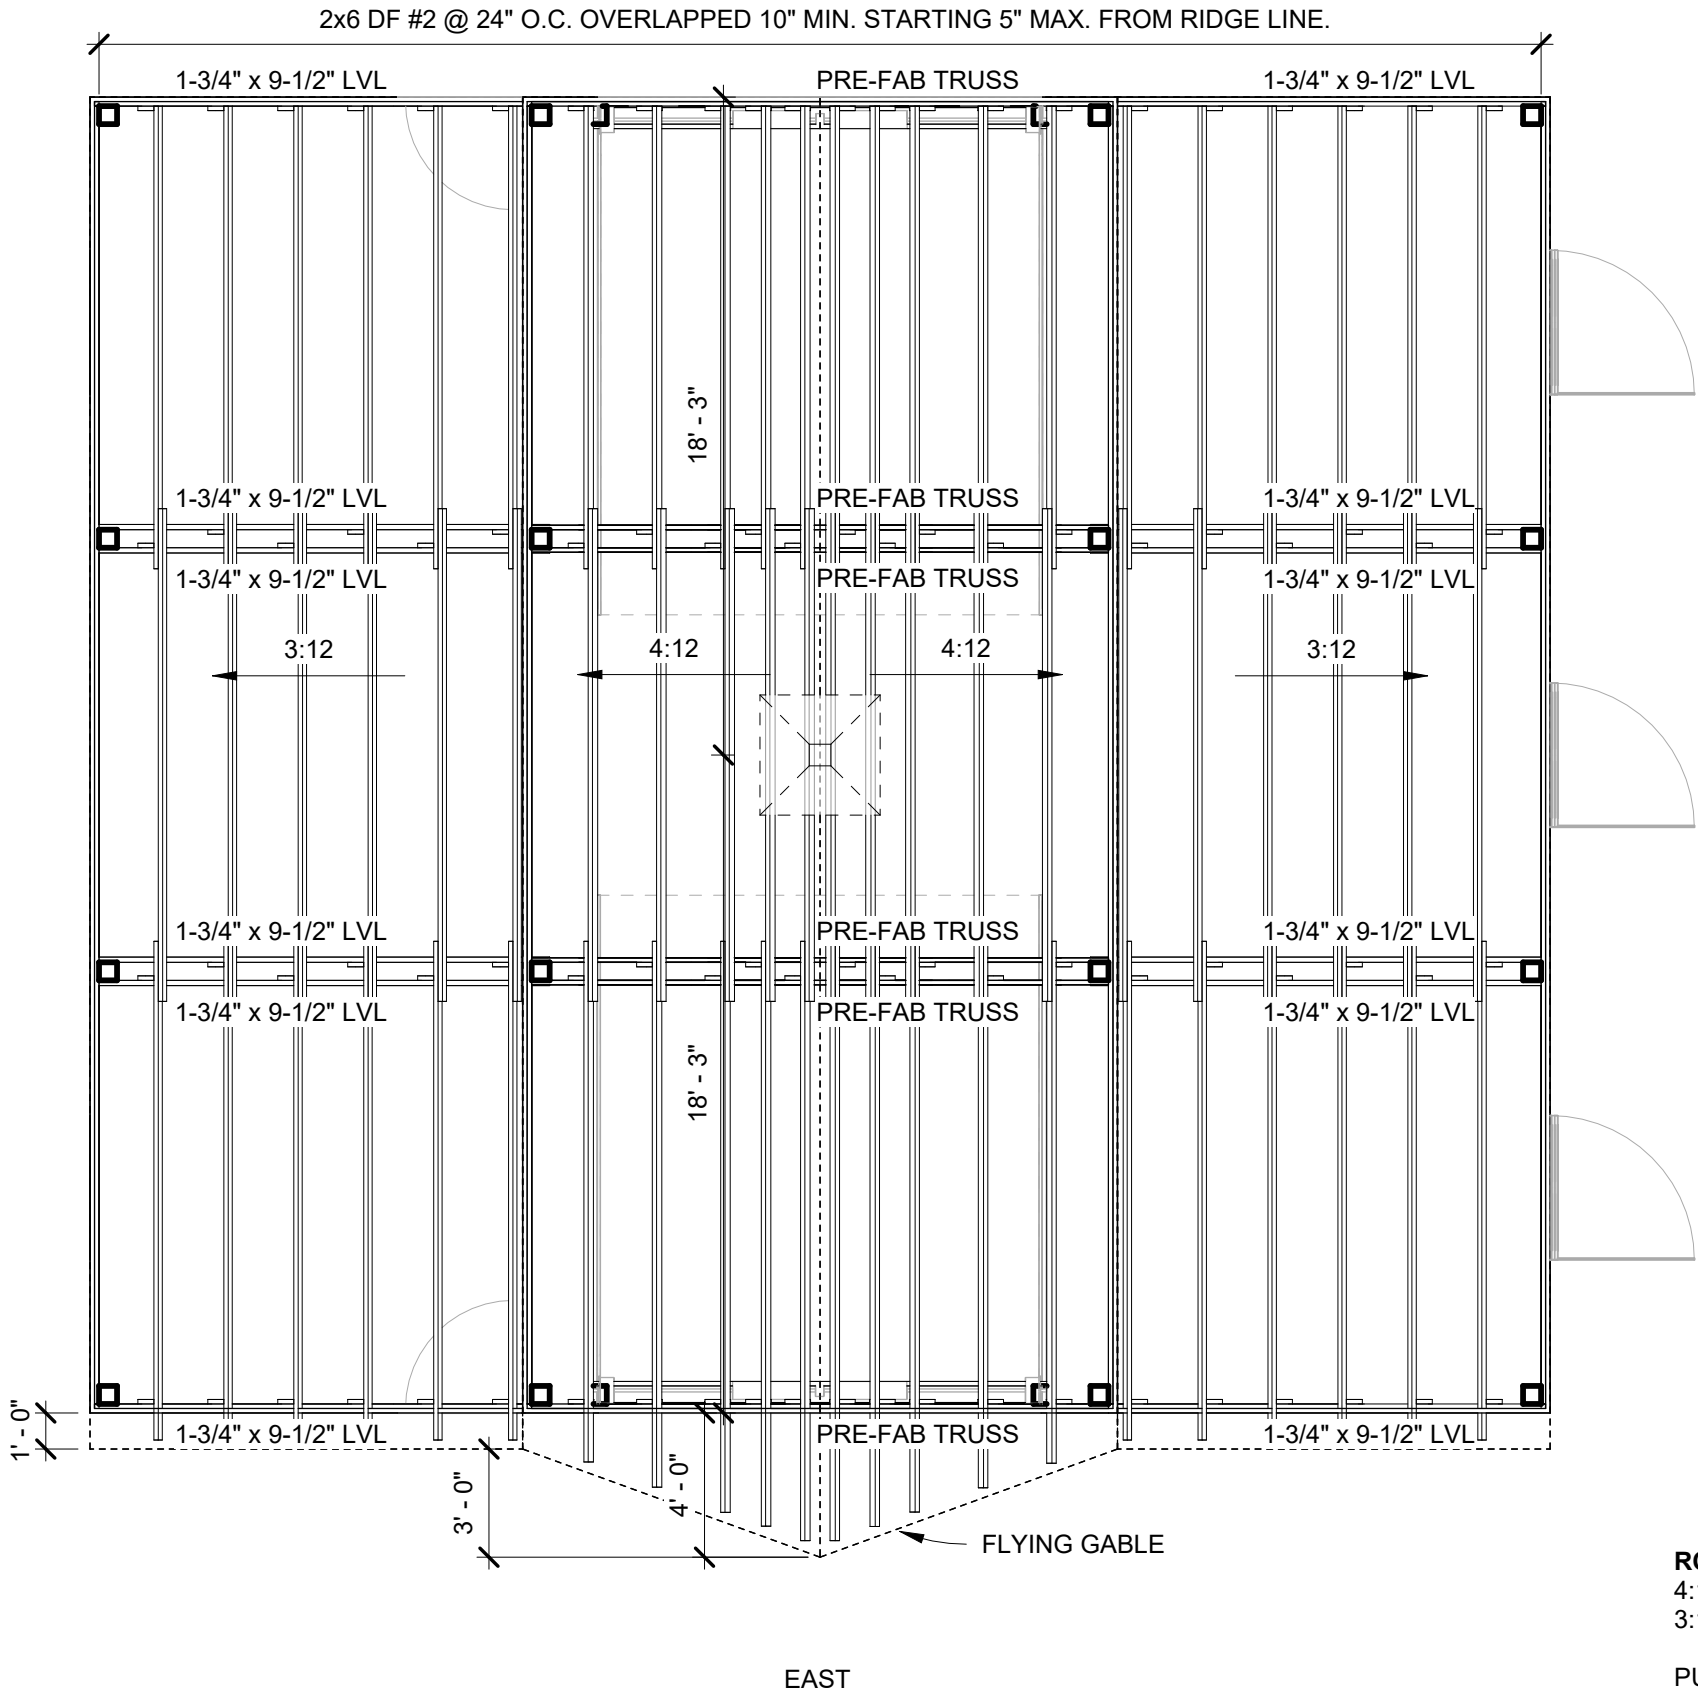 2x6 DF #2 @ 24" O.C. OVERLAPPED 10" MIN. STARTING 5" MAX. FROM RIDGE LINE.
1-3/4" x 9-1/2" LVL
PRE-FAB TRUSS
1-3/4" x 9-1/2" LVL
18' - 3"
1-3/4" x 9-1/2" LVL
PRE-FAB TRUSS
1-3/4" x 9-1/2" LVL
1-3/4" x 9-1/2" LVL
PRE-FAB TRUSS
1-3/4" x 9-1/2" LVL
3:12
4:12
4:12
3:12
1-3/4" x 9-1/2" LVL
PRE-FAB TRUSS
1-3/4" x 9-1/2" LVL
1-3/4" x 9-1/2" LVL
PRE-FAB TRUSS
1-3/4" x 9-1/2" LVL
18' - 3"
1' - 0"
1-3/4" x 9-1/2" LVL
PRE-FAB TRUSS
1-3/4" x 9-1/2" LVL
3' - 0"
4' - 0"
FLYING GABLE
EAST